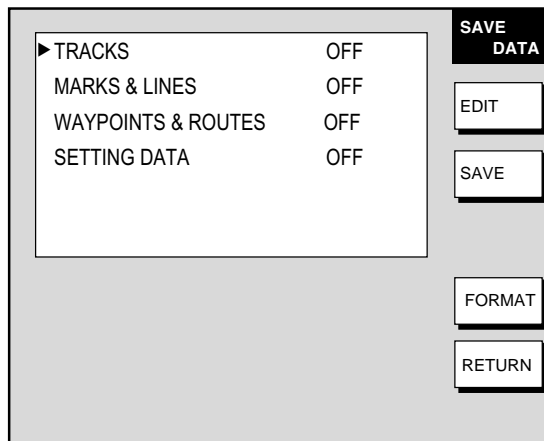 SAVE
DATA
TRACKS OFF
MARKS & LINES OFF
WAYPOINTS & ROUTES OFF
SETTING DATA OFF
EDIT
SAVE
FORMAT
RETURN